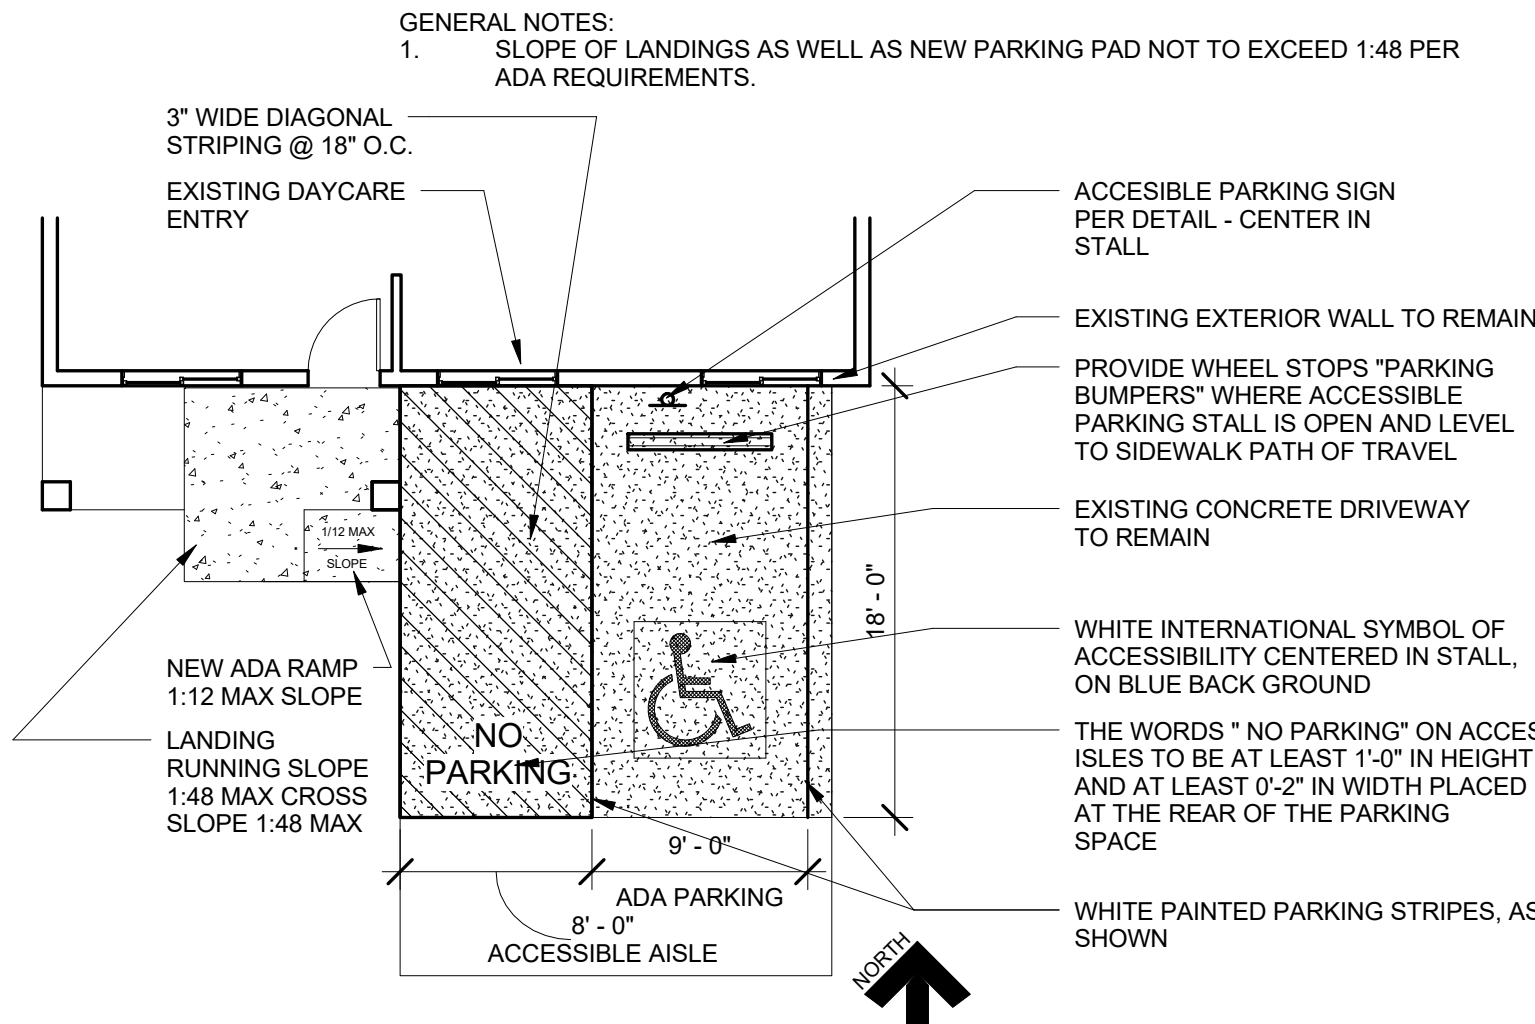 GENERAL NOTES:
1. SLOPE OF LANDINGS AS WELL AS NEW PARKING PAD NOT TO EXCEED 1:48 PER
ADA REQUIREMENTS.
3" WIDE DIAGONAL
STRIPING @ 18" O.C.
EXISTING DAYCARE
ENTRY
ACCESIBLE PARKING SIGN
PER DETAIL - CENTER IN
STALL
EXISTING EXTERIOR WALL TO REMAIN
PROVIDE WHEEL STOPS "PARKING
BUMPERS" WHERE ACCESSIBLE
PARKING STALL IS OPEN AND LEVEL
TO SIDEWALK PATH OF TRAVEL
EXISTING CONCRETE DRIVEWAY
TO REMAIN
1/12 MAX
SLOPE
18' - 0"
WHITE INTERNATIONAL SYMBOL OF
ACCESSIBILITY CENTERED IN STALL,
ON BLUE BACK GROUND
NEW ADA RAMP
1:12 MAX SLOPE
LANDING
RUNNING SLOPE
1:48 MAX CROSS
SLOPE 1:48 MAX
NO
PARKING
THE WORDS " NO PARKING" ON ACCES
ISLES TO BE AT LEAST 1'-0" IN HEIGHT
AND AT LEAST 0'-2" IN WIDTH PLACED
AT THE REAR OF THE PARKING
SPACE
9' - 0"
ADA PARKING
8' - 0"
ACCESSIBLE AISLE
WHITE PAINTED PARKING STRIPES, AS
SHOWN
NORTH